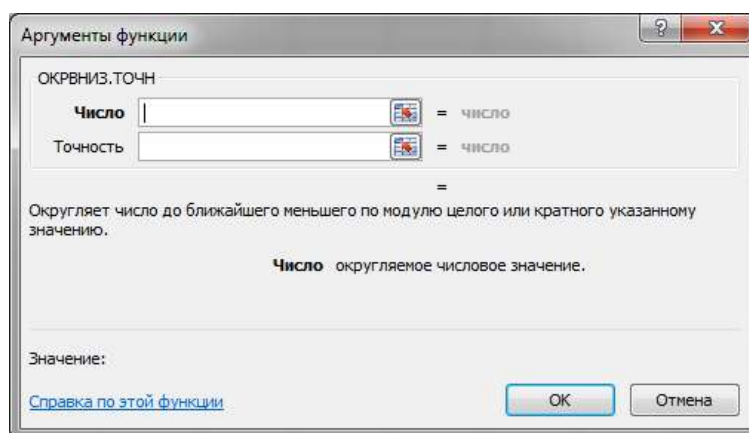 Аргументы функции
ОКРВНИЗ.ТОЧН
Число = число
Точность = число
=
Округляет число до ближайшего меньшего по модулю целого или кратного указанному
значению.
Число округляемое числовое значение.
Значение:
Справка по этой функции
ОК Отмена